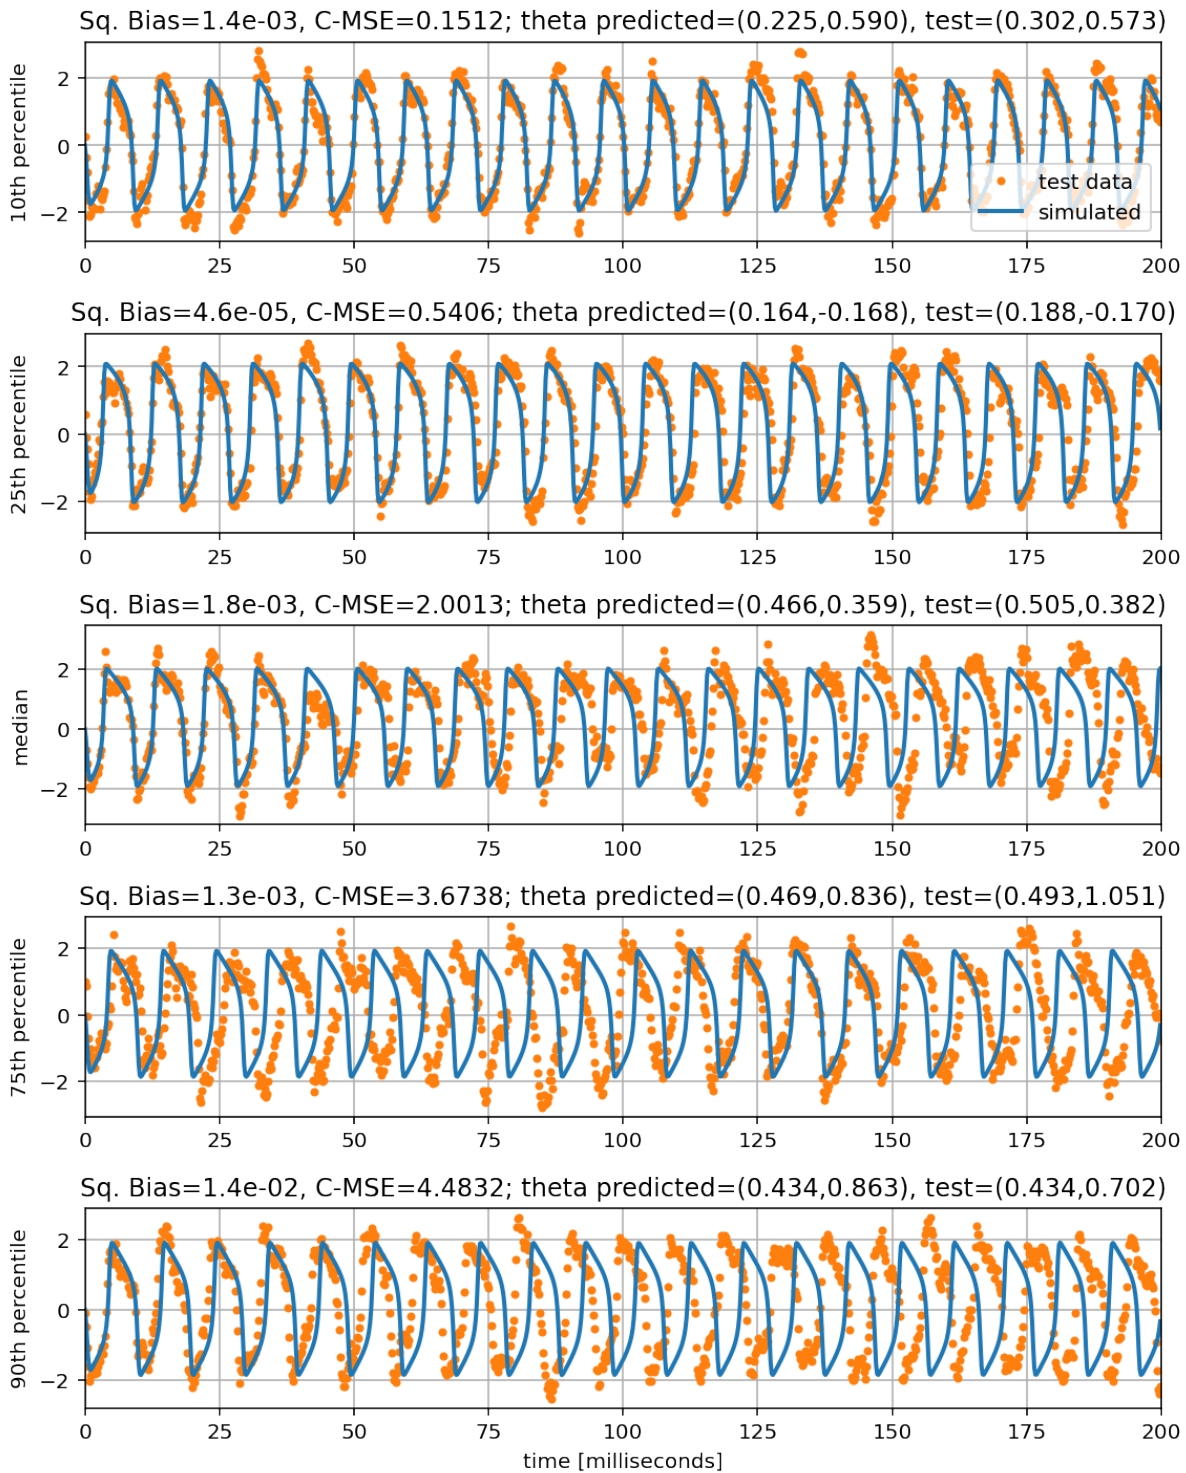 Sq. Bias=1.4e-03, C-MSE=0.1512; theta predicted=(0.225,0.590), test=(0.302,0.573)
10th percentile
2
0
−2
test data
simulated
0 25 50 75 100 125 150 175 200
Sq. Bias=4.6e-05, C-MSE=0.5406; theta predicted=(0.164,-0.168), test=(0.188,-0.170)
25th percentile
2
0
−2
0 25 50 75 100 125 150 175 200
Sq. Bias=1.8e-03, C-MSE=2.0013; theta predicted=(0.466,0.359), test=(0.505,0.382)
median
2
0
−2
0 25 50 75 100 125 150 175 200
Sq. Bias=1.3e-03, C-MSE=3.6738; theta predicted=(0.469,0.836), test=(0.493,1.051)
75th percentile
2
0
−2
0 25 50 75 100 125 150 175 200
Sq. Bias=1.4e-02, C-MSE=4.4832; theta predicted=(0.434,0.863), test=(0.434,0.702)
90th percentile
2
0
−2
0 25 50 75 100 125 150 175 200
time [milliseconds]